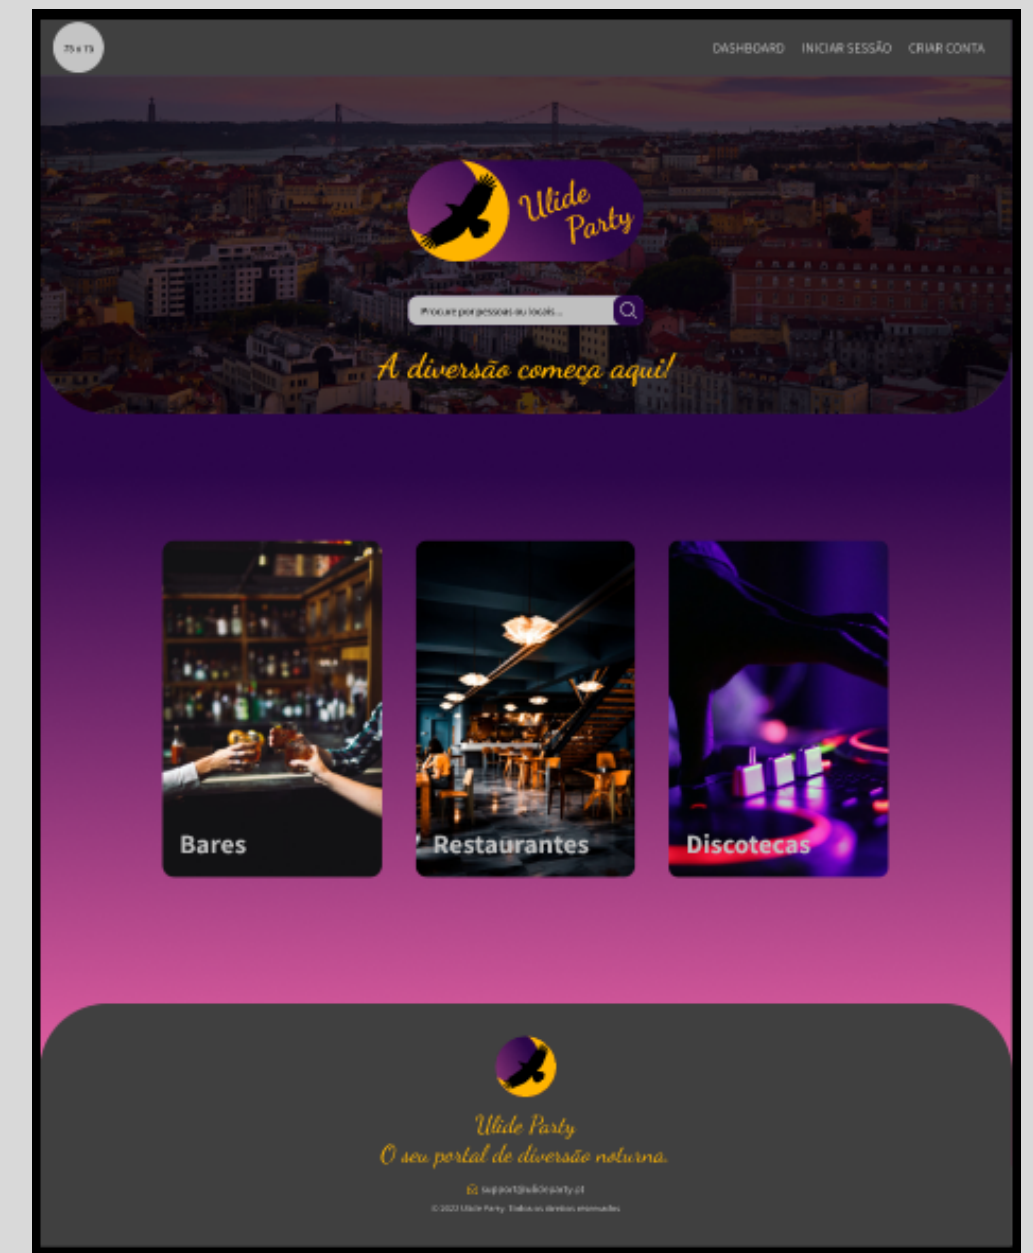 75 x 75
DASHBOARD INICIAR SESSÃO CRIAR CONTA
Ulide
Party
Procure por pessoas ou locais...
A diversão começa aqui!
Bares
Restaurantes
Discotecas
Ulide Party
O seu portal de diversão noturna.
support@ulideparty.pt
© 2022 Ulide Party. Todos os direitos reservados